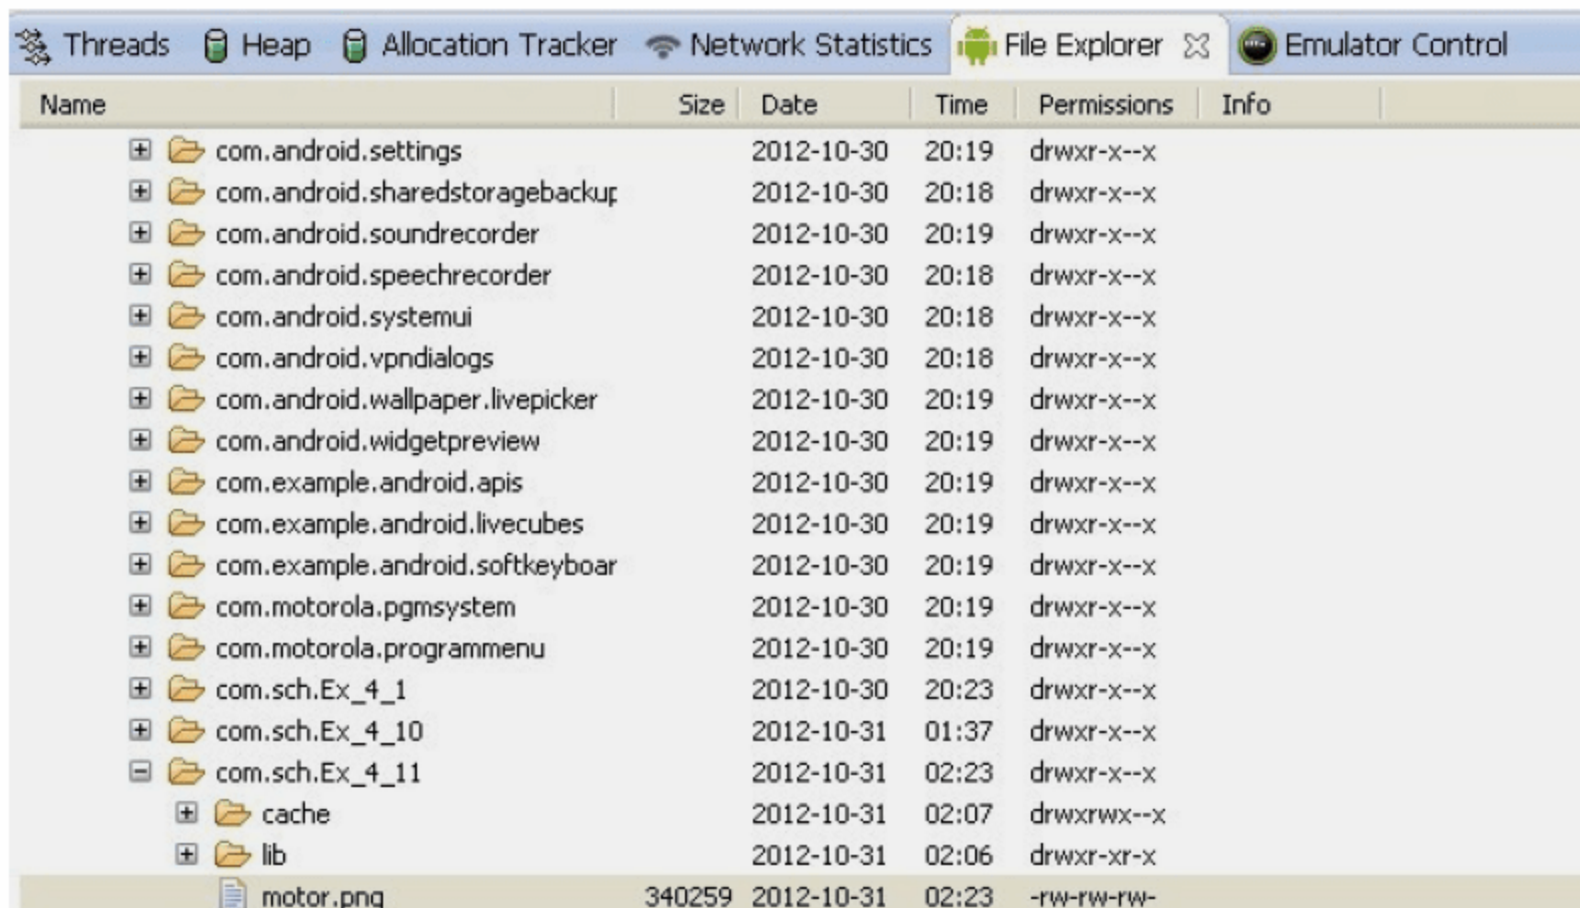 Threads Heap Allocation Tracker Network Statistics File Explorer Emulator Control
Name Size Date Time Permissions Info
com.android.settings 2012-10-30 20:19 drwxr-x--x
com.android.sharedstoragebackup 2012-10-30 20:18 drwxr-x--x
com.android.soundrecorder 2012-10-30 20:19 drwxr-x--x
com.android.speechrecorder 2012-10-30 20:18 drwxr-x--x
com.android.systemui 2012-10-30 20:18 drwxr-x--x
com.android.vpndialogs 2012-10-30 20:18 drwxr-x--x
com.android.wallpaper.livepicker 2012-10-30 20:19 drwxr-x--x
com.android.widgetpreview 2012-10-30 20:19 drwxr-x--x
com.example.android.apis 2012-10-30 20:19 drwxr-x--x
com.example.android.livecubes 2012-10-30 20:19 drwxr-x--x
com.example.android.softkeyboar 2012-10-30 20:19 drwxr-x--x
com.motorola.pgmsystem 2012-10-30 20:19 drwxr-x--x
com.motorola.programmenu 2012-10-30 20:19 drwxr-x--x
com.sch.Ex_4_1 2012-10-30 20:23 drwxr-x--x
com.sch.Ex_4_10 2012-10-31 01:37 drwxr-x--x
com.sch.Ex_4_11 2012-10-31 02:23 drwxr-x--x
cache 2012-10-31 02:07 drwxrwx--x
lib 2012-10-31 02:06 drwxr-xr-x
motor.png 340259 2012-10-31 02:23 -rw-rw-rw-